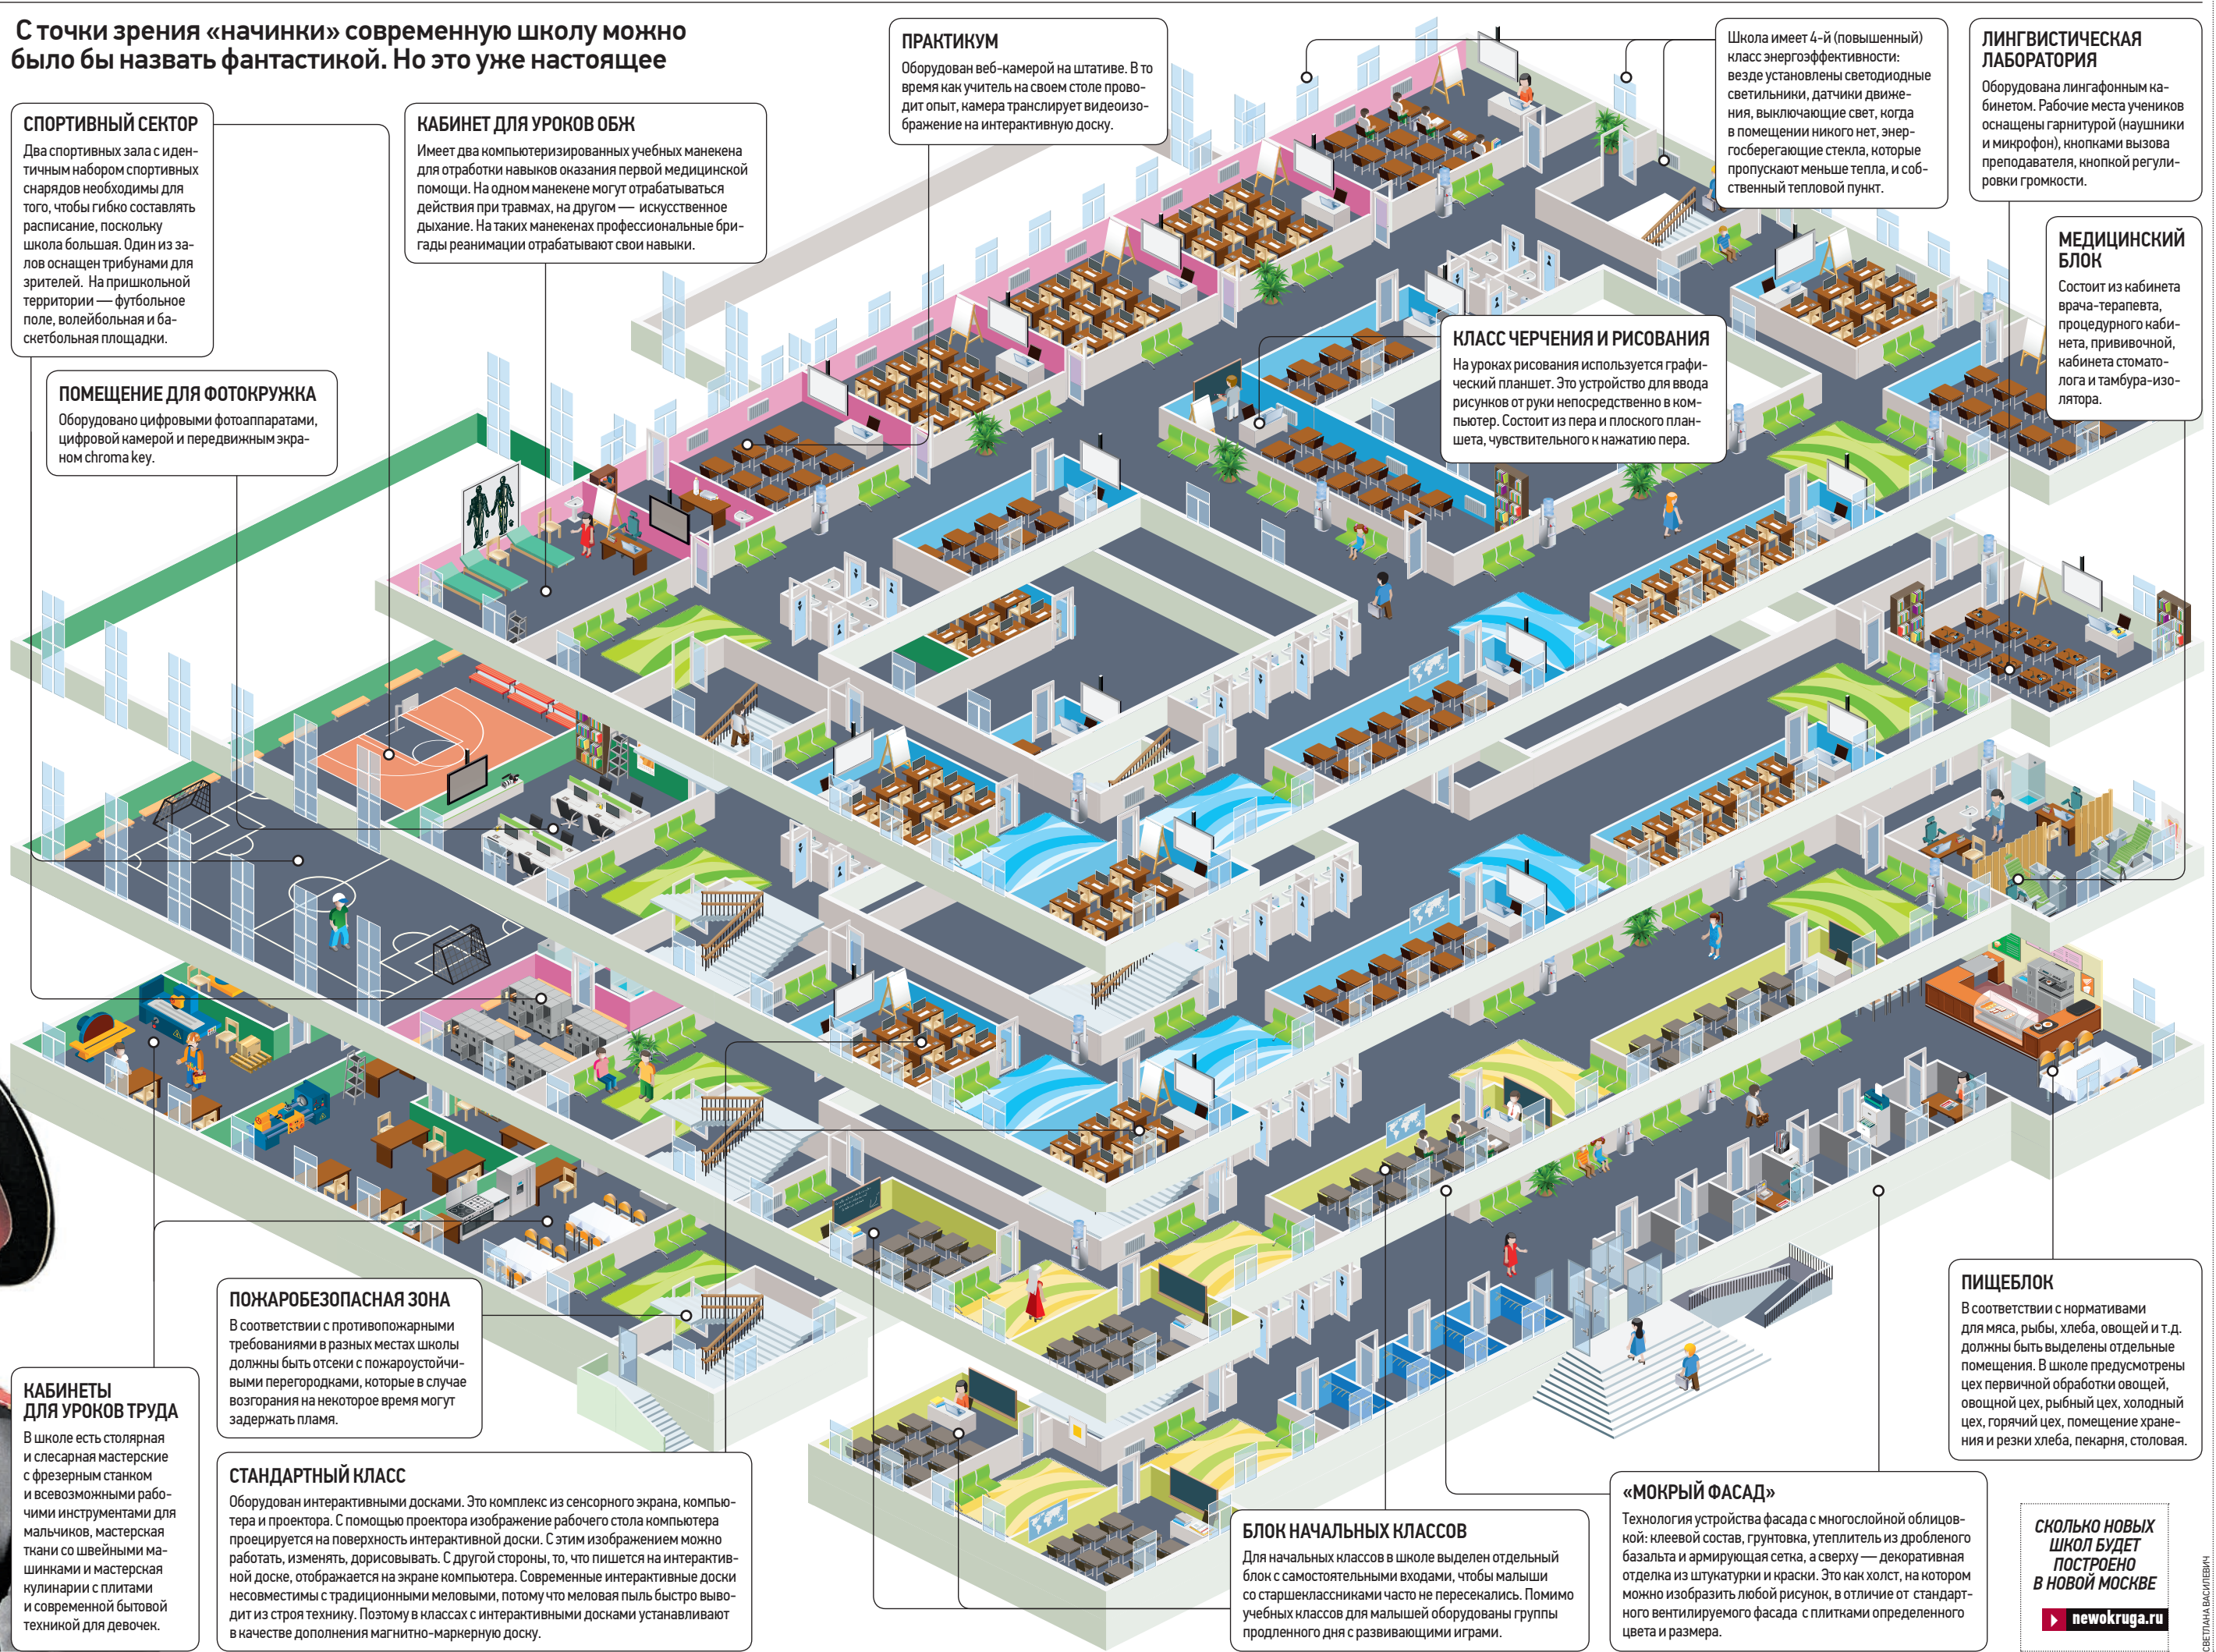 С точки зрения «начинки» современную школу можно
было бы назвать фантастикой. Но это уже настоящее
СПОРТИВНЫЙ СЕКТОР
Два спортивных зала с иден-
тичным набором спортивных
снарядов необходимы для
того, чтобы гибко составлять
расписание, поскольку
школа большая. Один из за-
лов оснащен трибунами для
зрителей. На пришкольной
территории — футбольное
поле, волейбольная и ба-
скетбольная площадки.
КАБИНЕТ ДЛЯ УРОКОВ ОБЖ
Имеет два компьютеризированных учебных манекена
для отработки навыков оказания первой медицинской
помощи. На одном манекене могут отрабатываться
действия при травмах, на другом — искусственное
дыхание. На таких манекенах профессиональные бри-
гады реанимации отрабатывают свои навыки.
ПРАКТИКУМ
Оборудован веб-камерой на штативе. В то
время как учитель на своем столе прово-
дит опыт, камера транслирует видеоизо-
бражение на интерактивную доску.
Школа имеет 4-й (повышенный)
класс энергоэффективности:
везде установлены светодиодные
светильники, датчики движе-
ния, выключающие свет, когда
в помещении никого нет, энер-
госберегающие стекла, которые
пропускают меньше тепла, и соб-
ственный тепловой пункт.
ЛИНГВИСТИЧЕСКАЯ
ЛАБОРАТОРИЯ
Оборудована лингафонным ка-
бинетом. Рабочие места учеников
оснащены гарнитурой (наушники
и микрофон), кнопками вызова
преподавателя, кнопкой регули-
ровки громкости.
МЕДИЦИНСКИЙ
БЛОК
Состоит из кабинета
врача-терапевта,
процедурного каби-
нета, прививочной,
кабинета стомато-
лога и тамбура-изо-
лятора.
КЛАСС ЧЕРЧЕНИЯ И РИСОВАНИЯ
На уроках рисования используется графи-
ческий планшет. Это устройство для ввода
рисунков от руки непосредственно в ком-
пьютер. Состоит из пера и плоского план-
шета, чувствительного к нажатию пера.
ПОМЕЩЕНИЕ ДЛЯ ФОТОКРУЖКА
Оборудовано цифровыми фотоаппаратами,
цифровой камерой и передвижным экра-
ном chroma key.
ПОЖАРОБЕЗОПАСНАЯ ЗОНА
В соответствии с противопожарными
требованиями в разных местах школы
должны быть отсеки с пожароустойчи-
выми перегородками, которые в случае
возгорания на некоторое время могут
задержать пламя.
КАБИНЕТЫ
ДЛЯ УРОКОВ ТРУДА
В школе есть столярная
и слесарная мастерские
с фрезерным станком
и всевозможными рабо-
чими инструментами для
мальчиков, мастерская
ткани со швейными ма-
шинками и мастерская
кулинарии с плитами
и современной бытовой
техникой для девочек.
СТАНДАРТНЫЙ КЛАСС
Оборудован интерактивными досками. Это комплекс из сенсорного экрана, компью-
тера и проектора. С помощью проектора изображение рабочего стола компьютера
проецируется на поверхность интерактивной доски. С этим изображением можно
работать, изменять, дорисовывать. С другой стороны, то, что пишется на интерактив-
ной доске, отображается на экране компьютера. Современные интерактивные доски
несовместимы с традиционными меловыми, потому что меловая пыль быстро выво-
дит из строя технику. Поэтому в классах с интерактивными досками устанавливают
в качестве дополнения магнитно-маркерную доску.
БЛОК НАЧАЛЬНЫХ КЛАССОВ
Для начальных классов в школе выделен отдельный
блок с самостоятельными входами, чтобы малыши
со старшеклассниками часто не пересекались. Помимо
учебных классов для малышей оборудованы группы
продленного дня с развивающими играми.
«МОКРЫЙ ФАСАД»
Технология устройства фасада с многослойной облицов-
кой: клеевой состав, грунтовка, утеплитель из дробленого
базальта и армирующая сетка, а сверху — декоративная
отделка из штукатурки и краски. Это как холст, на котором
можно изобразить любой рисунок, в отличие от стандарт-
ного вентилируемого фасада с плитками определенного
цвета и размера.
ПИЩЕБЛОК
В соответствии с нормативами
для мяса, рыбы, хлеба, овощей и т.д.
должны быть выделены отдельные
помещения. В школе предусмотрены
цех первичной обработки овощей,
овощной цех, рыбный цех, холодный
цех, горячий цех, помещение хране-
ния и резки хлеба, пекарня, столовая.
СКОЛЬКО НОВЫХ
ШКОЛ БУДЕТ
ПОСТРОЕНО
В НОВОЙ МОСКВЕ
newokruga.ru
СВЕТЛАНА ВАСИЛЕВИЧ